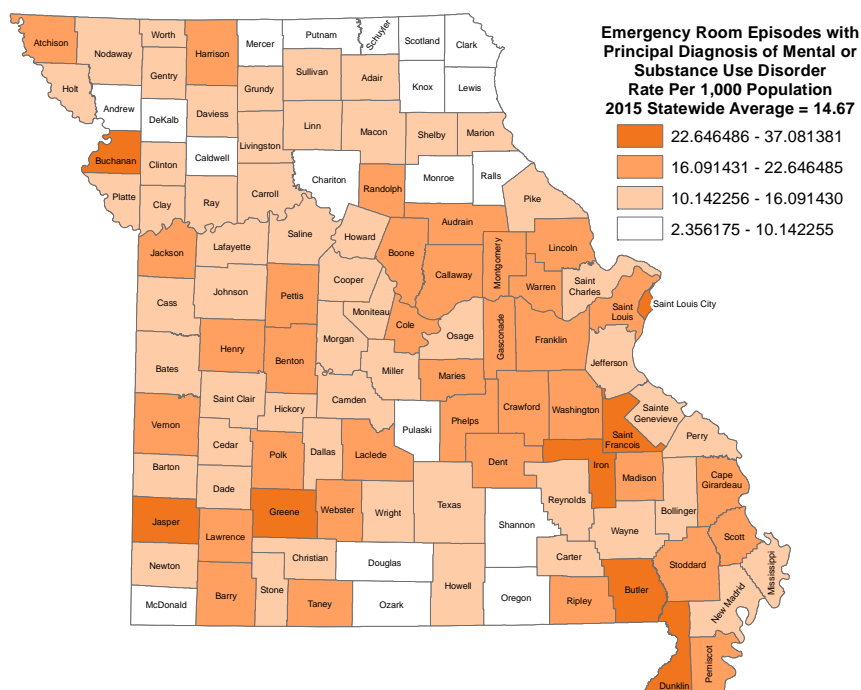 Emergency Room Episodes with
Principal Diagnosis of Mental or
Substance Use Disorder
Rate Per 1,000 Population
2015 Statewide Average = 14.67
22.646486 - 37.081381
16.091431 - 22.646485
10.142256 - 16.091430
2.356175 - 10.142255
Atchison
Nodaway
Worth
Harrison
Mercer
Putnam
Schuyler
Scotland
Clark
Holt
Gentry
Sullivan
Adair
Knox
Lewis
Andrew
DeKalb
Daviess
Grundy
Linn
Macon
Shelby
Marion
Buchanan
Clinton
Caldwell
Livingston
Chariton
Randolph
Monroe
Ralls
Pike
Platte
Clay
Ray
Carroll
Jackson
Lafayette
Saline
Howard
Boone
Audrain
Callaway
Montgomery
Lincoln
Warren
Saint
Charles
Saint
Louis
Saint Louis City
Cass
Johnson
Pettis
Cooper
Moniteau
Cole
Osage
Gasconade
Franklin
Jefferson
Bates
Henry
Benton
Morgan
Miller
Maries
Vernon
Saint Clair
Hickory
Camden
Pulaski
Phelps
Crawford
Washington
Saint
Francois
Sainte
Genevieve
Perry
Cedar
Polk
Dallas
Laclede
Dent
Iron
Madison
Cape
Girardeau
Barton
Dade
Greene
Webster
Wright
Texas
Shannon
Reynolds
Wayne
Bollinger
Scott
Jasper
Lawrence
Christian
Douglas
Howell
Carter
Butler
Stoddard
Mississippi
Newton
McDonald
Barry
Stone
Taney
Ozark
Oregon
Ripley
New Madrid
Dunklin
Pemiscot